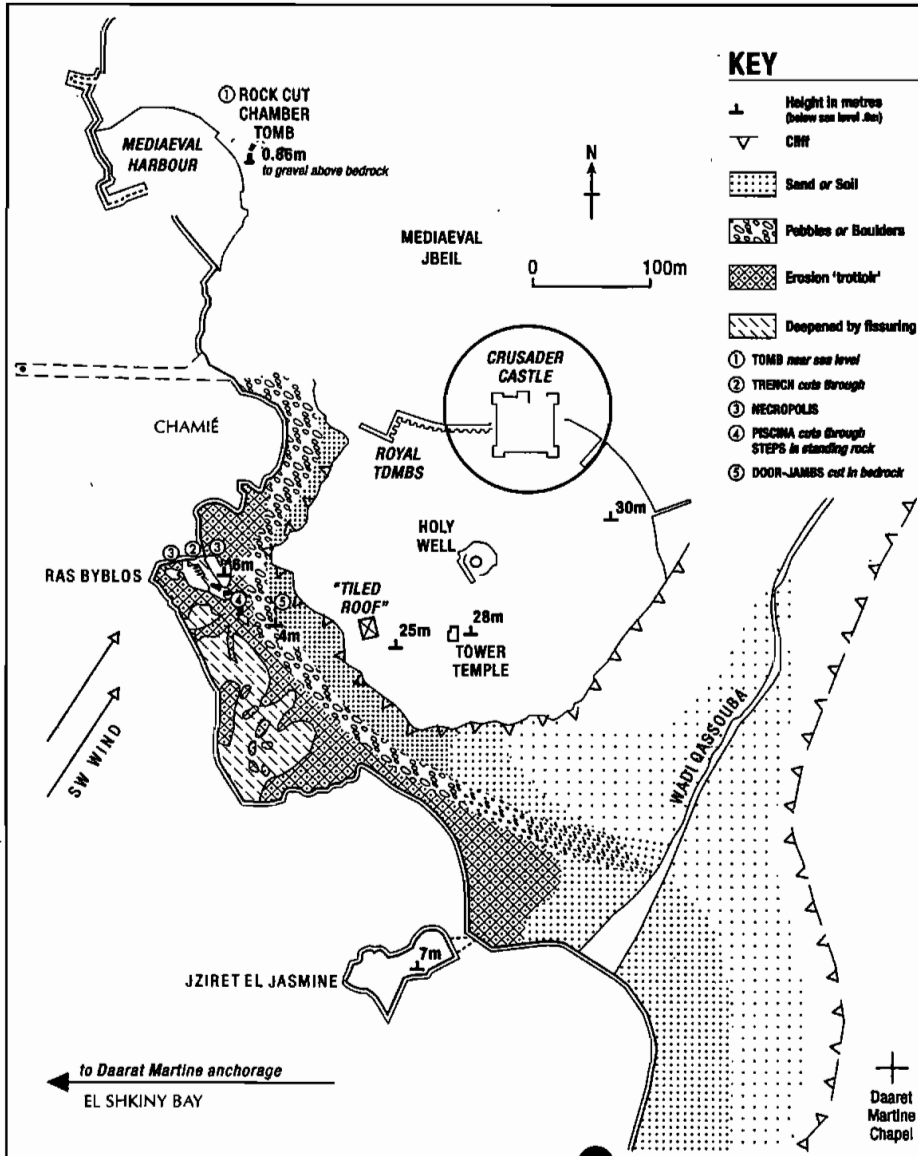 ① ROCK CUT
CHAMBER
TOMB
0.86m
to gravel above bedrock
MEDIAEVAL
HARBOUR
N
MEDIAEVAL
JBEIL
0 100m
CRUSADER
CASTLE
CHAMIÉ
ROYAL
TOMBS
30m
HOLY
WELL
③ ② ③
6m
RAS BYBLOS
④
⑤
4m
"TILED
ROOF"
25m
28m
TOWER
TEMPLE
SW WIND
WADI QASSOUBA
7m
JZIRET EL JASMINE
to Daarat Martine anchorage
EL SHKINY BAY
Daaret
Martine
Chapel
KEY
Height in metres
(below sea level .0m)
Cliff
Sand or Soil
Pebbles or Boulders
Erosion 'trottoir'
Deepened by fissuring
① TOMB near sea level
② TRENCH cuts through
③ NECROPOLIS
④ PISCINA cuts through
STEPS in standing rock
⑤ DOOR-JAMBS cut in bedrock